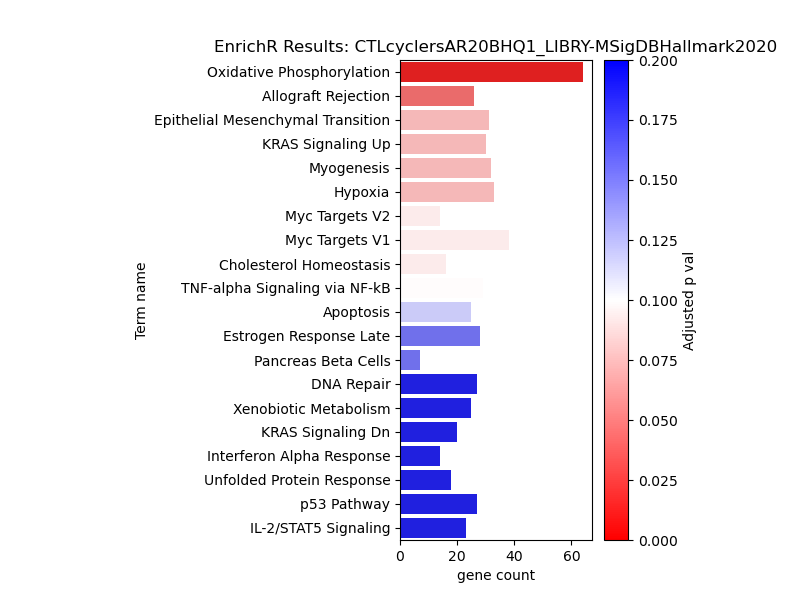 EnrichR Results: CTLcyclersAR20BHQ1_LIBRY-MSigDBHallmark2020
Oxidative Phosphorylation
Allograft Rejection
Epithelial Mesenchymal Transition
KRAS Signaling Up
Myogenesis
Hypoxia
Myc Targets V2
Myc Targets V1
Cholesterol Homeostasis
TNF-alpha Signaling via NF-kB
Apoptosis
Estrogen Response Late
Pancreas Beta Cells
DNA Repair
Xenobiotic Metabolism
KRAS Signaling Dn
Interferon Alpha Response
Unfolded Protein Response
p53 Pathway
IL-2/STAT5 Signaling
Term name
0 20 40 60
gene count
0.200
0.175
0.150
0.125
0.100
0.075
0.050
0.025
0.000
Adjusted p val